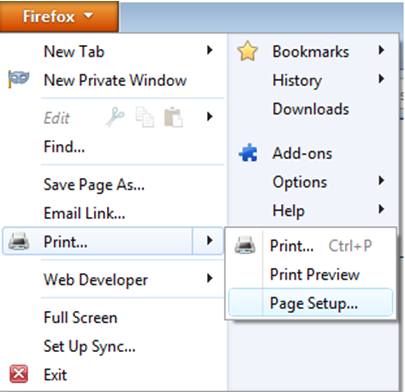 Firefox
New Tab
New Private Window
Edit
Find...
Save Page As...
Email Link...
Print...
Web Developer
Full Screen
Set Up Sync...
Exit
Bookmarks
History
Downloads
Add-ons
Options
Help
Print... Ctrl+P
Print Preview
Page Setup...